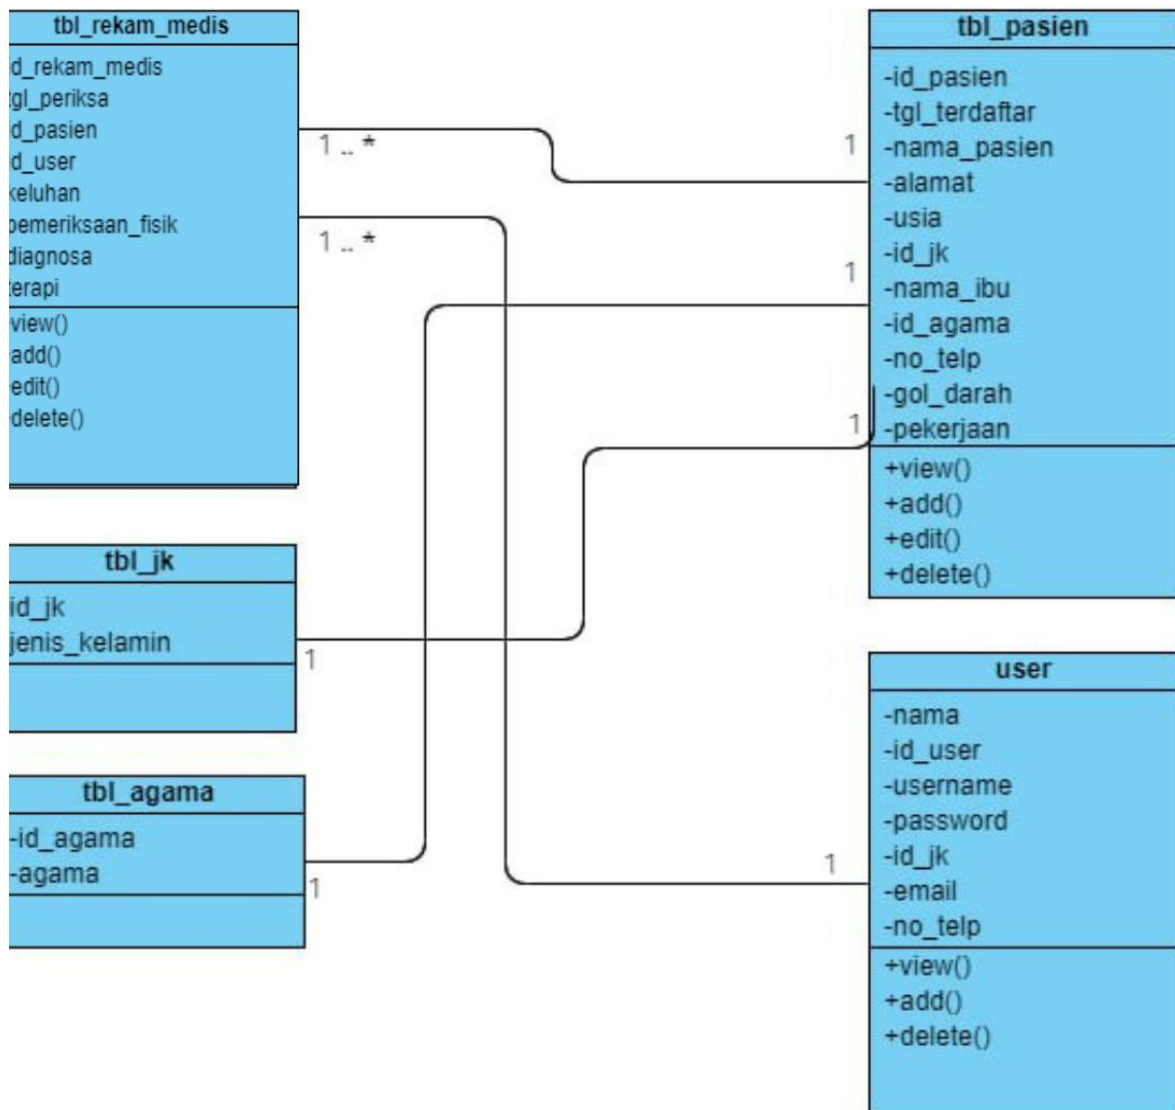 tbl_rekam_medis
d_rekam_medis
tgl_periksa
d_pasien
d_user
keluhan
pemeriksaan_fisik
diagnosa
terapi
view()
add()
edit()
delete()
1 .. *
1 .. *
tbl_jk
id_jk
jenis_kelamin
1
tbl_agama
-id_agama
-agama
1
tbl_pasien
-id_pasien
-tgl_terdaftar
-nama_pasien
-alamat
-usia
-id_jk
-nama_ibu
-id_agama
-no_telp
-gol_darah
-pekerjaan
+view()
+add()
+edit()
+delete()
1
1
1
user
-nama
-id_user
-username
-password
-id_jk
-email
-no_telp
+view()
+add()
+delete()
1